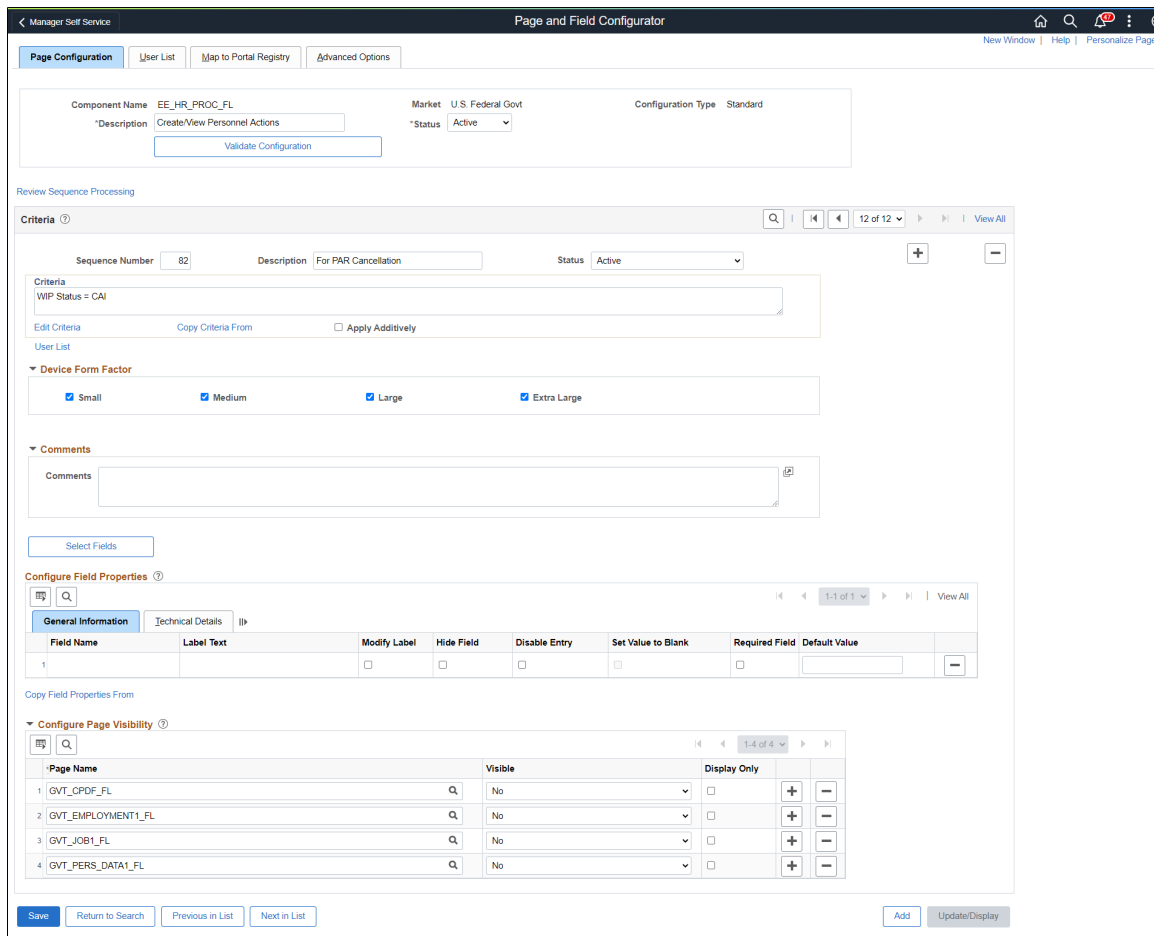 Manager Self Service
Page and Field Configurator
47
New Window | Help | Personalize Page
Page Configuration
User List
Map to Portal Registry
Advanced Options
Component Name EE_HR_PROC_FL
Market U.S. Federal Govt
Configuration Type Standard
*Description Create/View Personnel Actions
*Status Active
Validate Configuration
Review Sequence Processing
Criteria
12 of 12
View All
Sequence Number 82
Description For PAR Cancellation
Status Active
Criteria
WIP Status = CAI
Edit Criteria
Copy Criteria From
Apply Additively
User List
Device Form Factor
Small
Medium
Large
Extra Large
Comments
Comments
Select Fields
Configure Field Properties
1-1 of 1
View All
General Information
Technical Details
Field Name Label Text Modify Label Hide Field Disable Entry Set Value to Blank Required Field Default Value
1
Copy Field Properties From
Configure Page Visibility
1-4 of 4
*Page Name Visible Display Only
1 GVT_CPDF_FL No
2 GVT_EMPLOYMENT1_FL No
3 GVT_JOB1_FL No
4 GVT_PERS_DATA1_FL No
Save
Return to Search
Previous in List
Next in List
Add
Update/Display